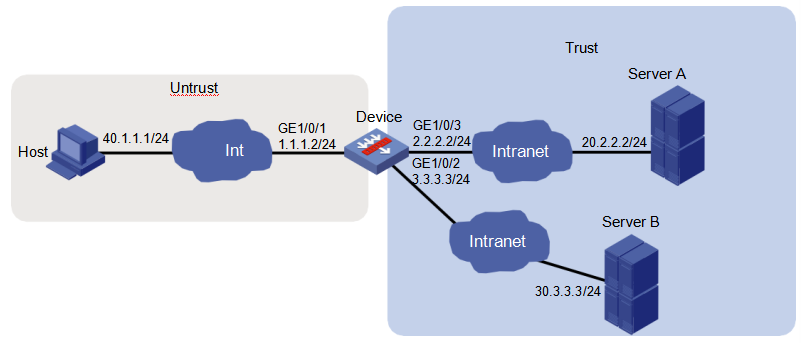 Trust
Server A
Untrust
Device
GE1/0/3
2.2.2.2/24
GE1/0/1
1.1.1.2/24
40.1.1.1/24
Host
Int
Intranet
20.2.2.2/24
GE1/0/2
3.3.3.3/24
Server B
Intranet
30.3.3.3/24